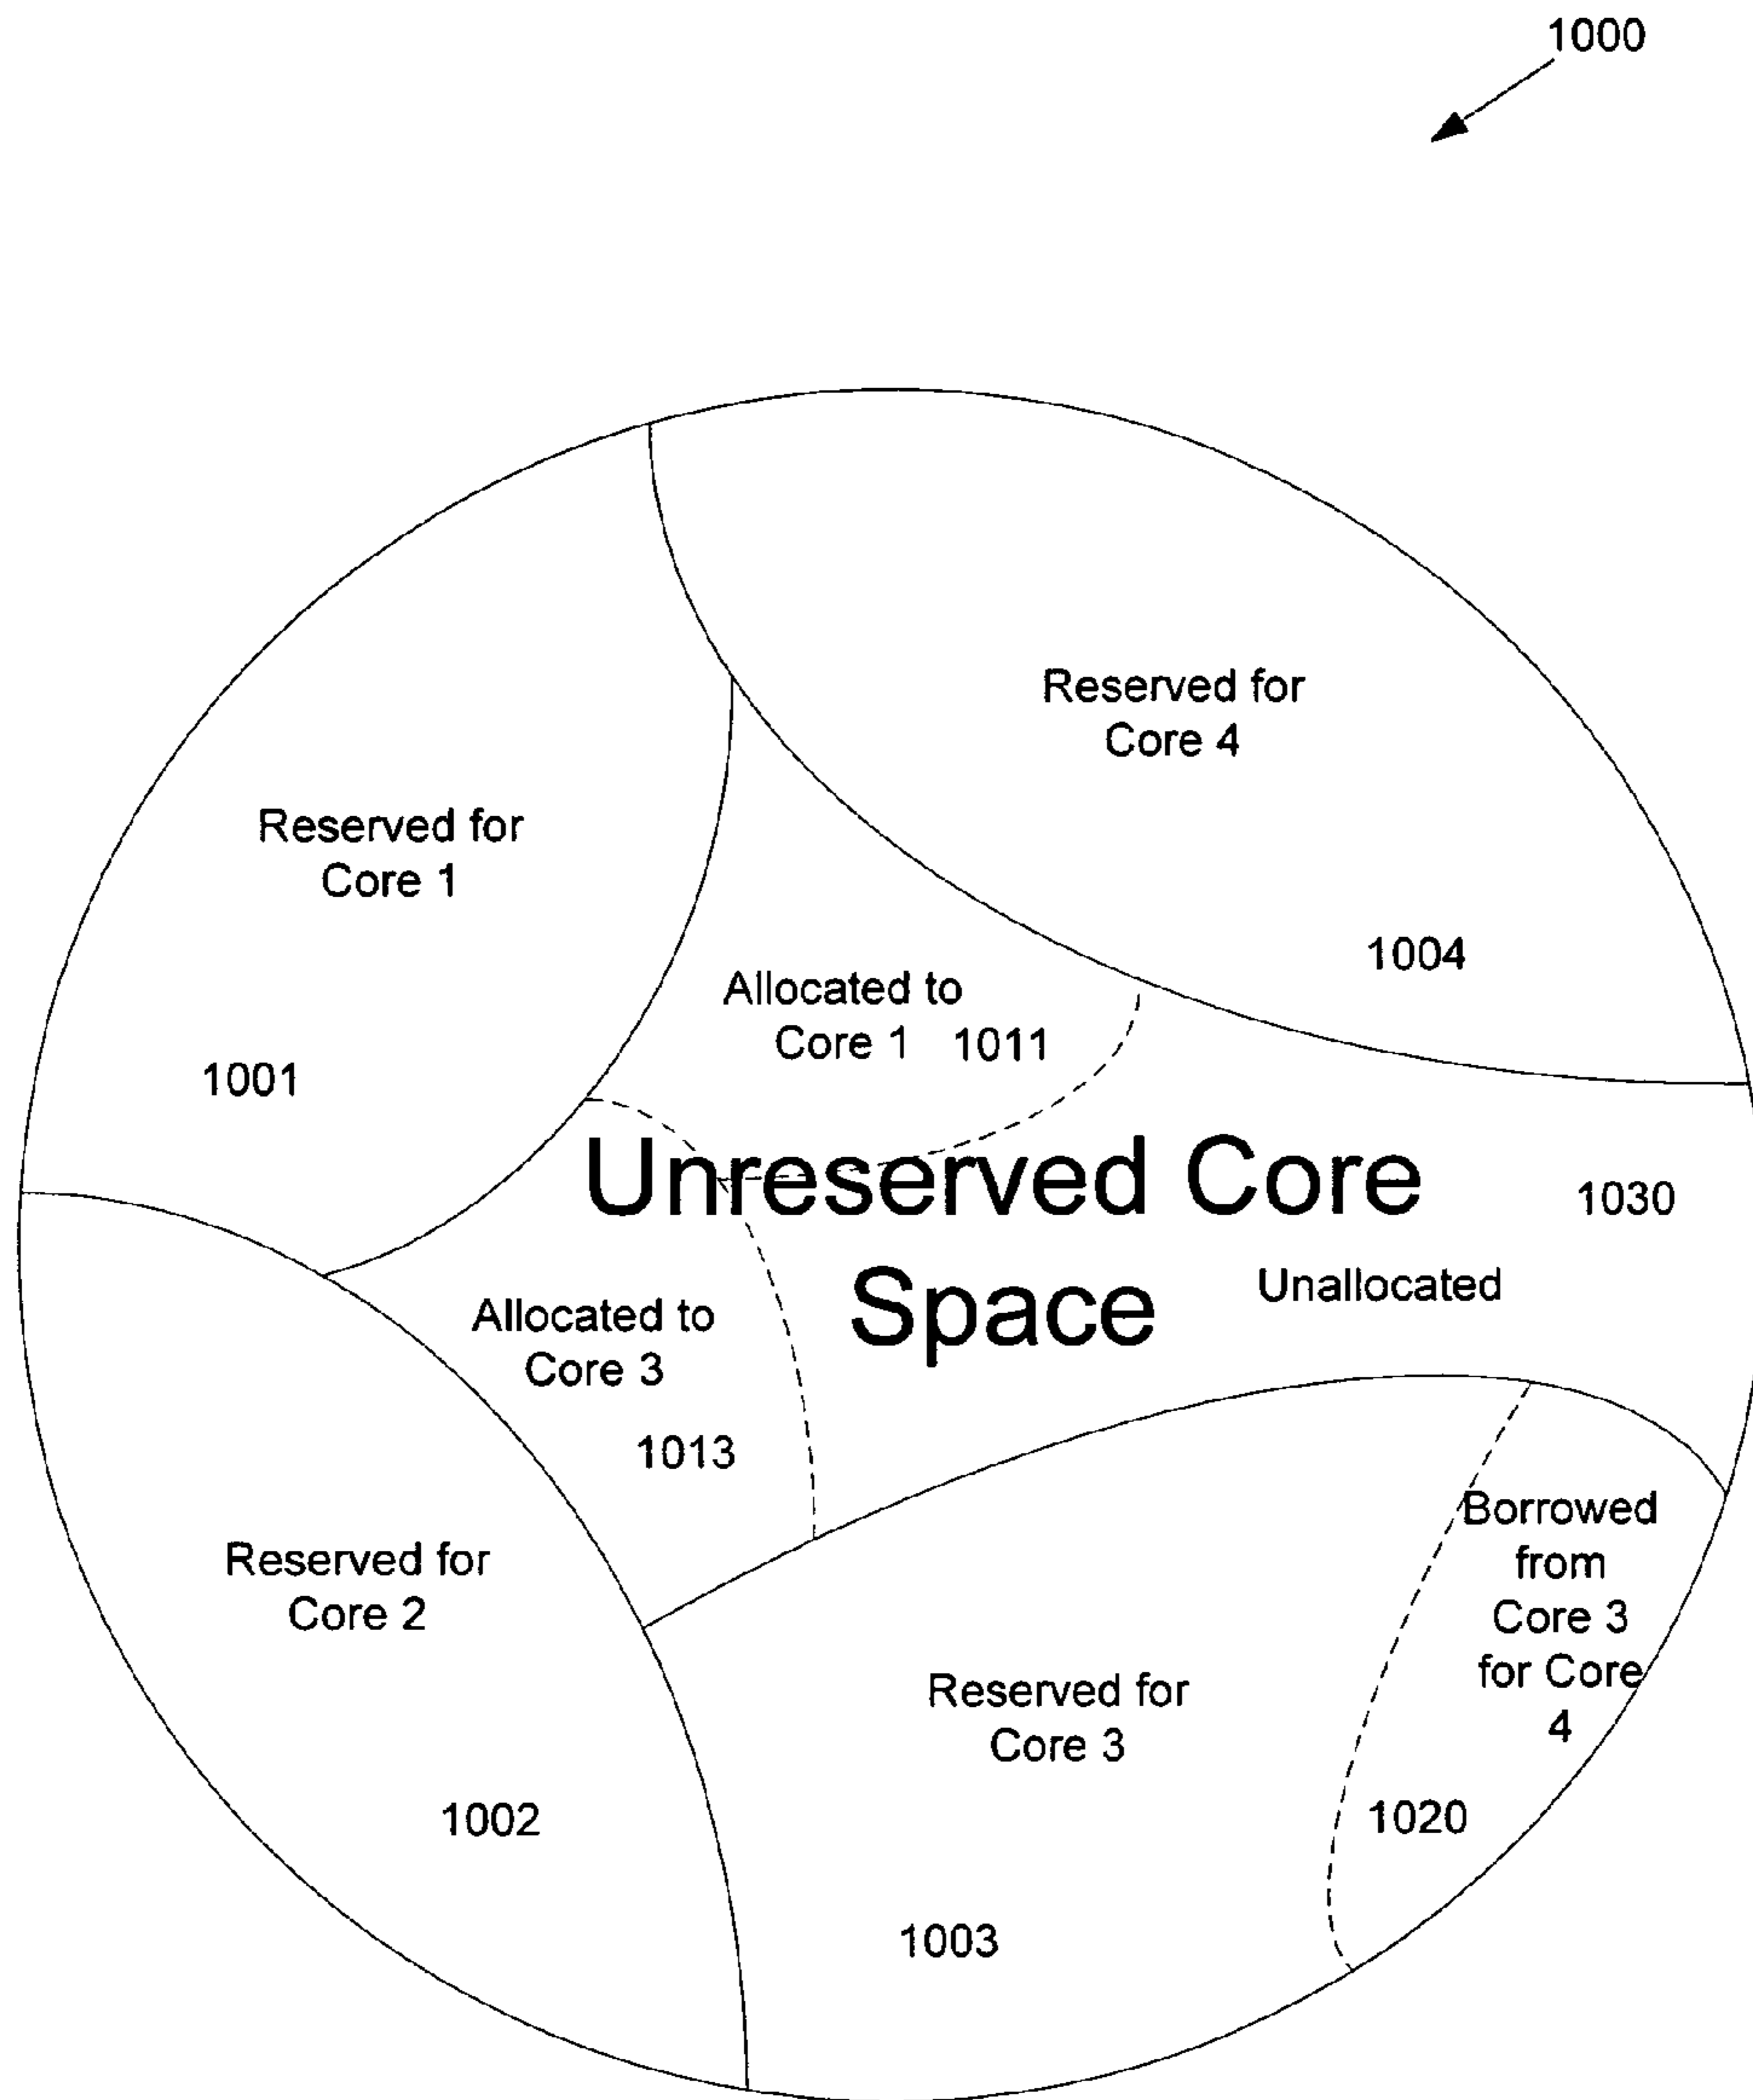 1000
Reserved for
Core 4
1004
Reserved for
Core 1
1001
Allocated to
Core 1 1011
Unreserved Core
Space
1030
Unallocated
Allocated to
Core 3
1013
Reserved for
Core 2
1002
Reserved for
Core 3
1003
Borrowed
from
Core 3
for Core
4
1020